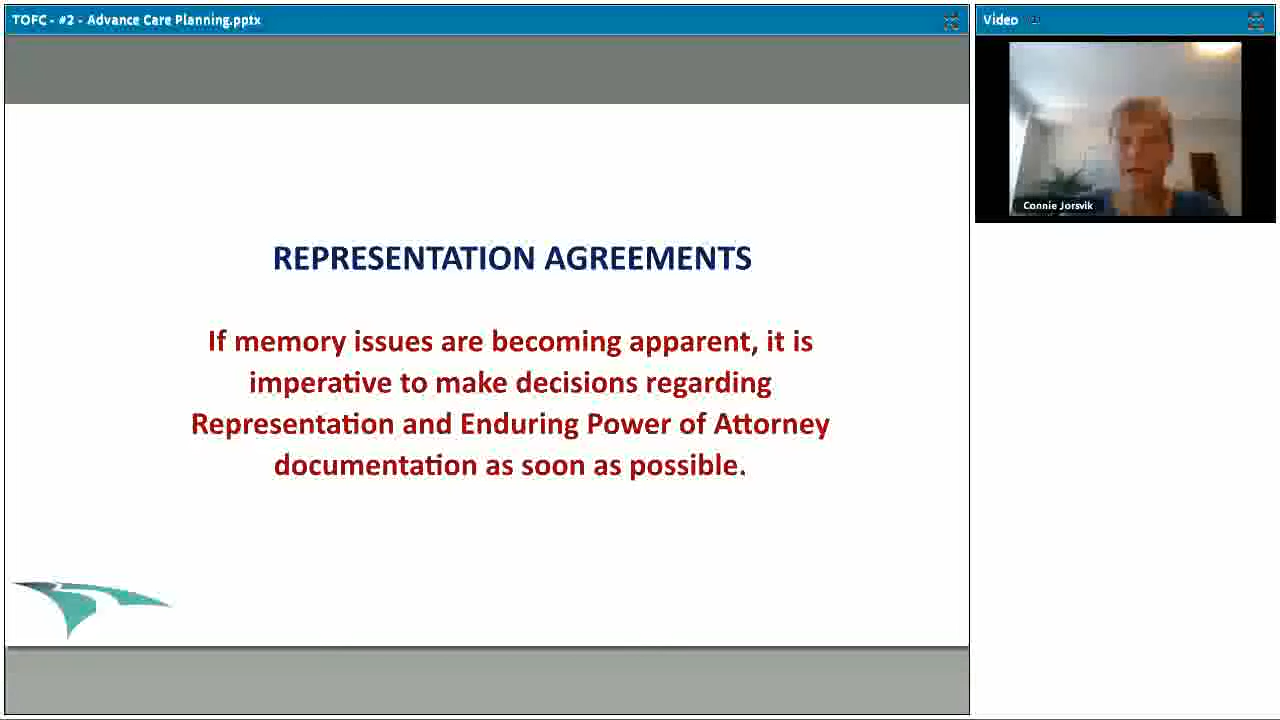 TOFC - #2 - Advance Care Planning.pptx
Video
Connie Jorsvik
REPRESENTATION AGREEMENTS
If memory issues are becoming apparent, it is
imperative to make decisions regarding
Representation and Enduring Power of Attorney
documentation as soon as possible.